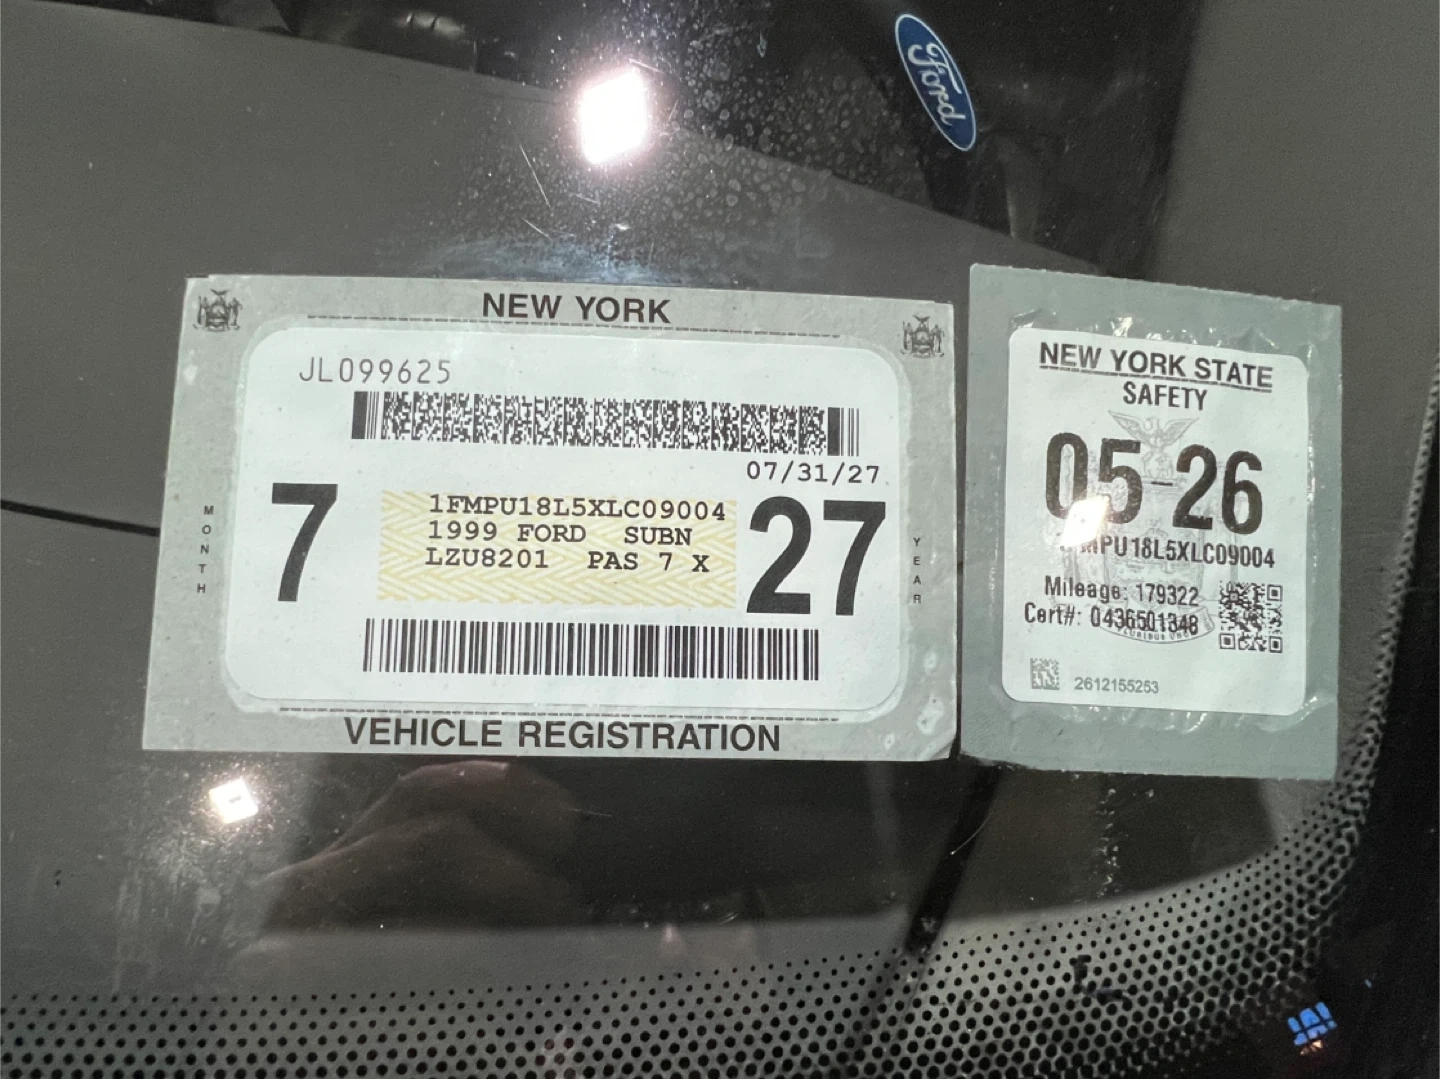 Ford
NEW YORK
JL099625
07/31/27
MONTH
7
1FMPU18L5XLC09004
1999 FORD SUBN
LZU8201 PAS 7 X
27
YEAR
VEHICLE REGISTRATION
NEW YORK STATE
SAFETY
05-26
MPU18L5XLC09004
Mileage: 179322
Cert#: 0436501348
2612155253